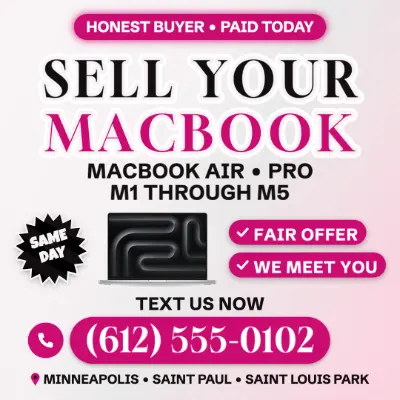 HONEST BUYER • PAID TODAY
SELL YOUR
MACBOOK
MACBOOK AIR • PRO
M1 THROUGH M5
SAME
DAY
FAIR OFFER
WE MEET YOU
TEXT US NOW
(612) 555-0102
MINNEAPOLIS • SAINT PAUL • SAINT LOUIS PARK